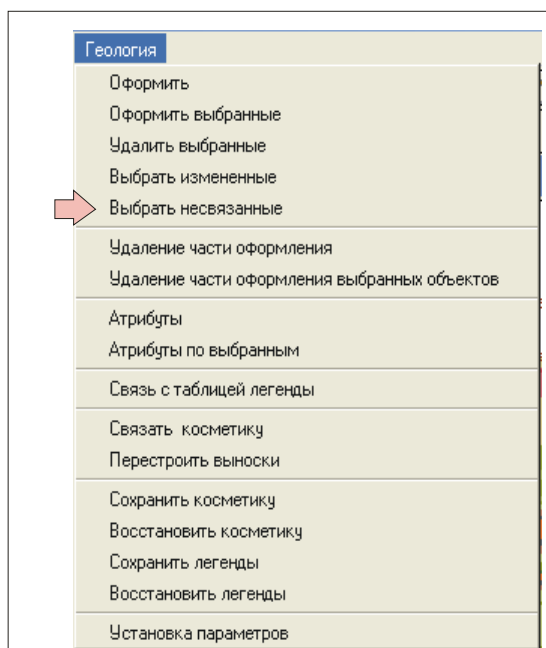 Геология
Оформить
Оформить выбранные
Удалить выбранные
Выбрать измененные
Выбрать несвязанные
Удаление части оформления
Удаление части оформления выбранных объектов
Атрибуты
Атрибуты по выбранным
Связь с таблицей легенды
Связать косметику
Перестроить выноски
Сохранить косметику
Восстановить косметику
Сохранить легенды
Восстановить легенды
Установка параметров